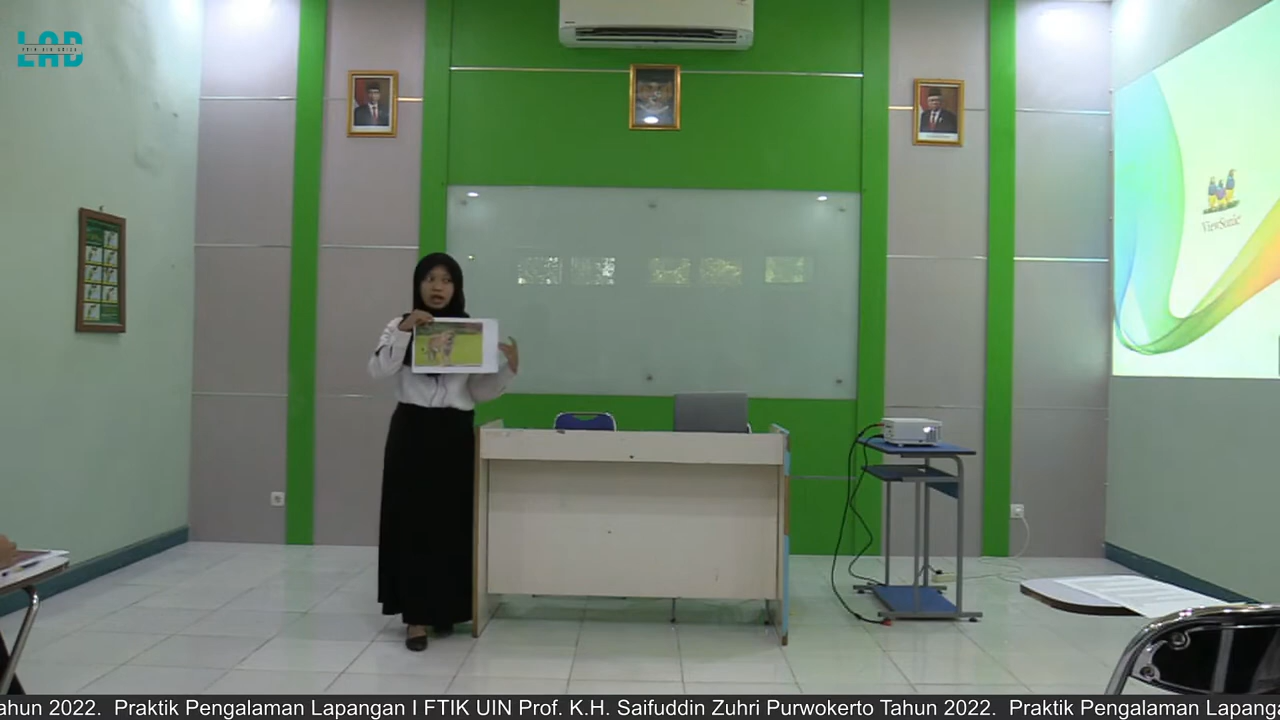 LAB
ViewSonic
ahun 2022.  Praktik Pengalaman Lapangan I FTIK UIN Prof. K.H. Saifuddin Zuhri Purwokerto Tahun 2022.  Praktik Pengalaman Lapanga